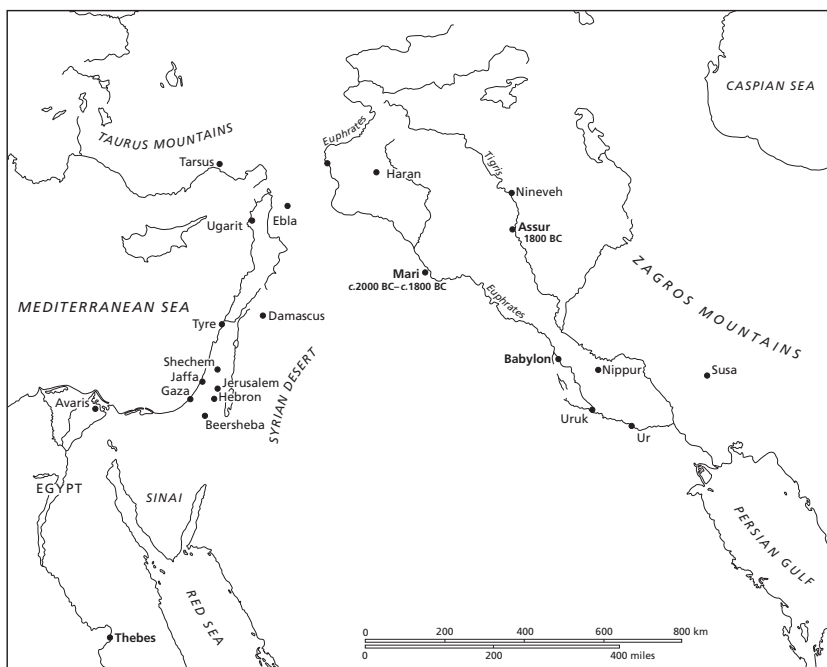 CASPIAN SEA
TAURUS MOUNTAINS
Euphrates
Tigris
Tarsus
Haran
Nineveh
Ugarit
Ebla
Assur
1800 BC
Mari
c.2000 BC–c.1800 BC
ZAGROS MOUNTAINS
MEDITERRANEAN SEA
Euphrates
Tyre
Damascus
Shechem
Jaffa
Jerusalem
Gaza
Hebron
Beersheba
SYRIAN DESERT
Babylon
Nippur
Susa
Avaris
Uruk
Ur
EGYPT
SINAI
PERSIAN GULF
RED SEA
Thebes
0 200 400 600 800 km
0 200 400 miles